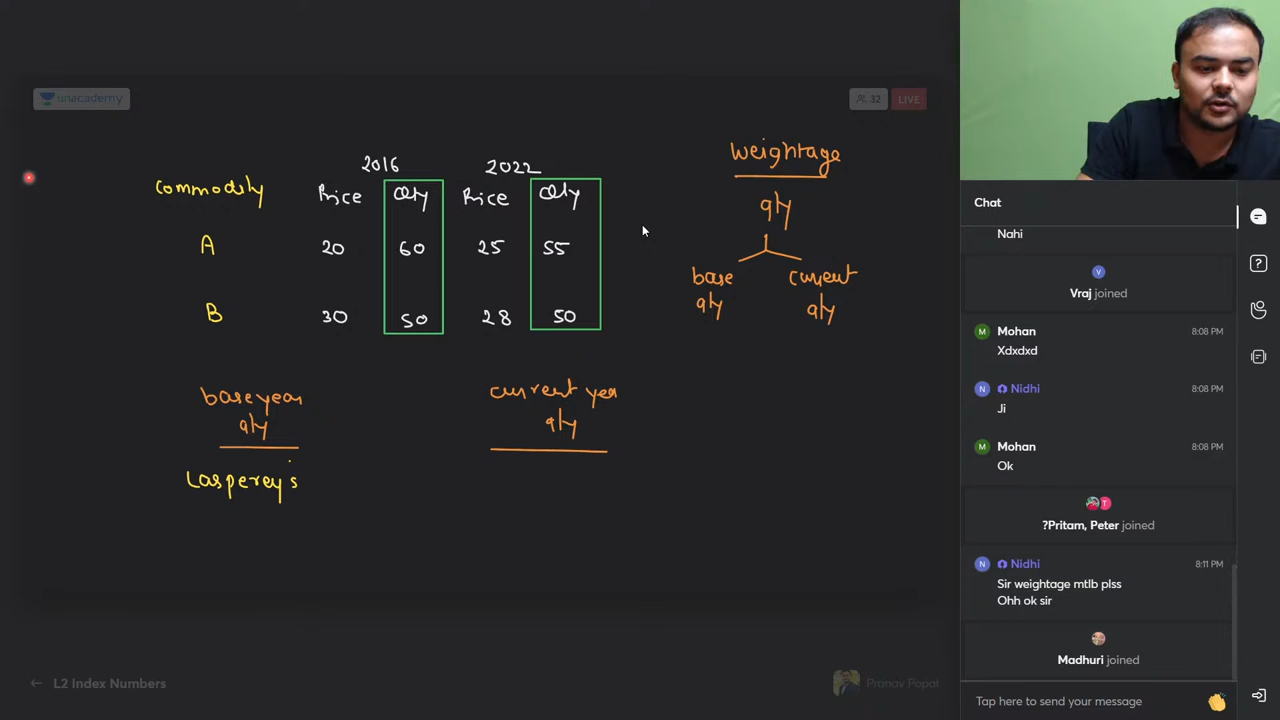 unacademy
32
LIVE
2016 2022
Commodity Price Qty Price Qty
A 20 60 25 55
B 30 50 28 50
Weightage
qty
base current
qty qty
base year
qty
Lasperey's
current yea
qty
L2 Index Numbers
Pranav Popat
Chat
Nahi
V
Vraj joined
M Mohan 8:08 PM
Xdxdxd
N Nidhi 8:08 PM
Ji
M Mohan 8:08 PM
Ok
T
?Pritam, Peter joined
N Nidhi 8:11 PM
Sir weightage mtlb plss
Ohh ok sir
Madhuri joined
Tap here to send your message